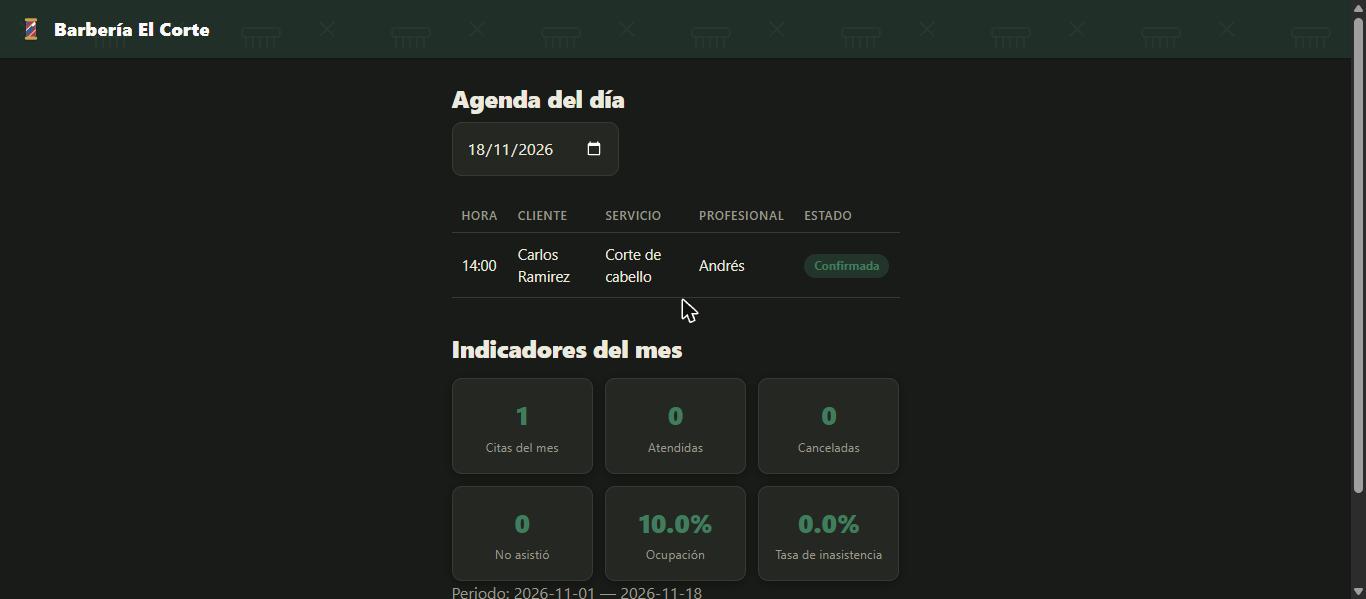 Barbería El Corte
Agenda del día
18/11/2026
HORA CLIENTE SERVICIO PROFESIONAL ESTADO
14:00 Carlos Ramirez Corte de cabello Andrés Confirmada
Indicadores del mes
1 0 0
Citas del mes Atendidas Canceladas
0 10.0% 0.0%
No asistió Ocupación Tasa de inasistencia
Periodo: 2026-11-01 — 2026-11-18